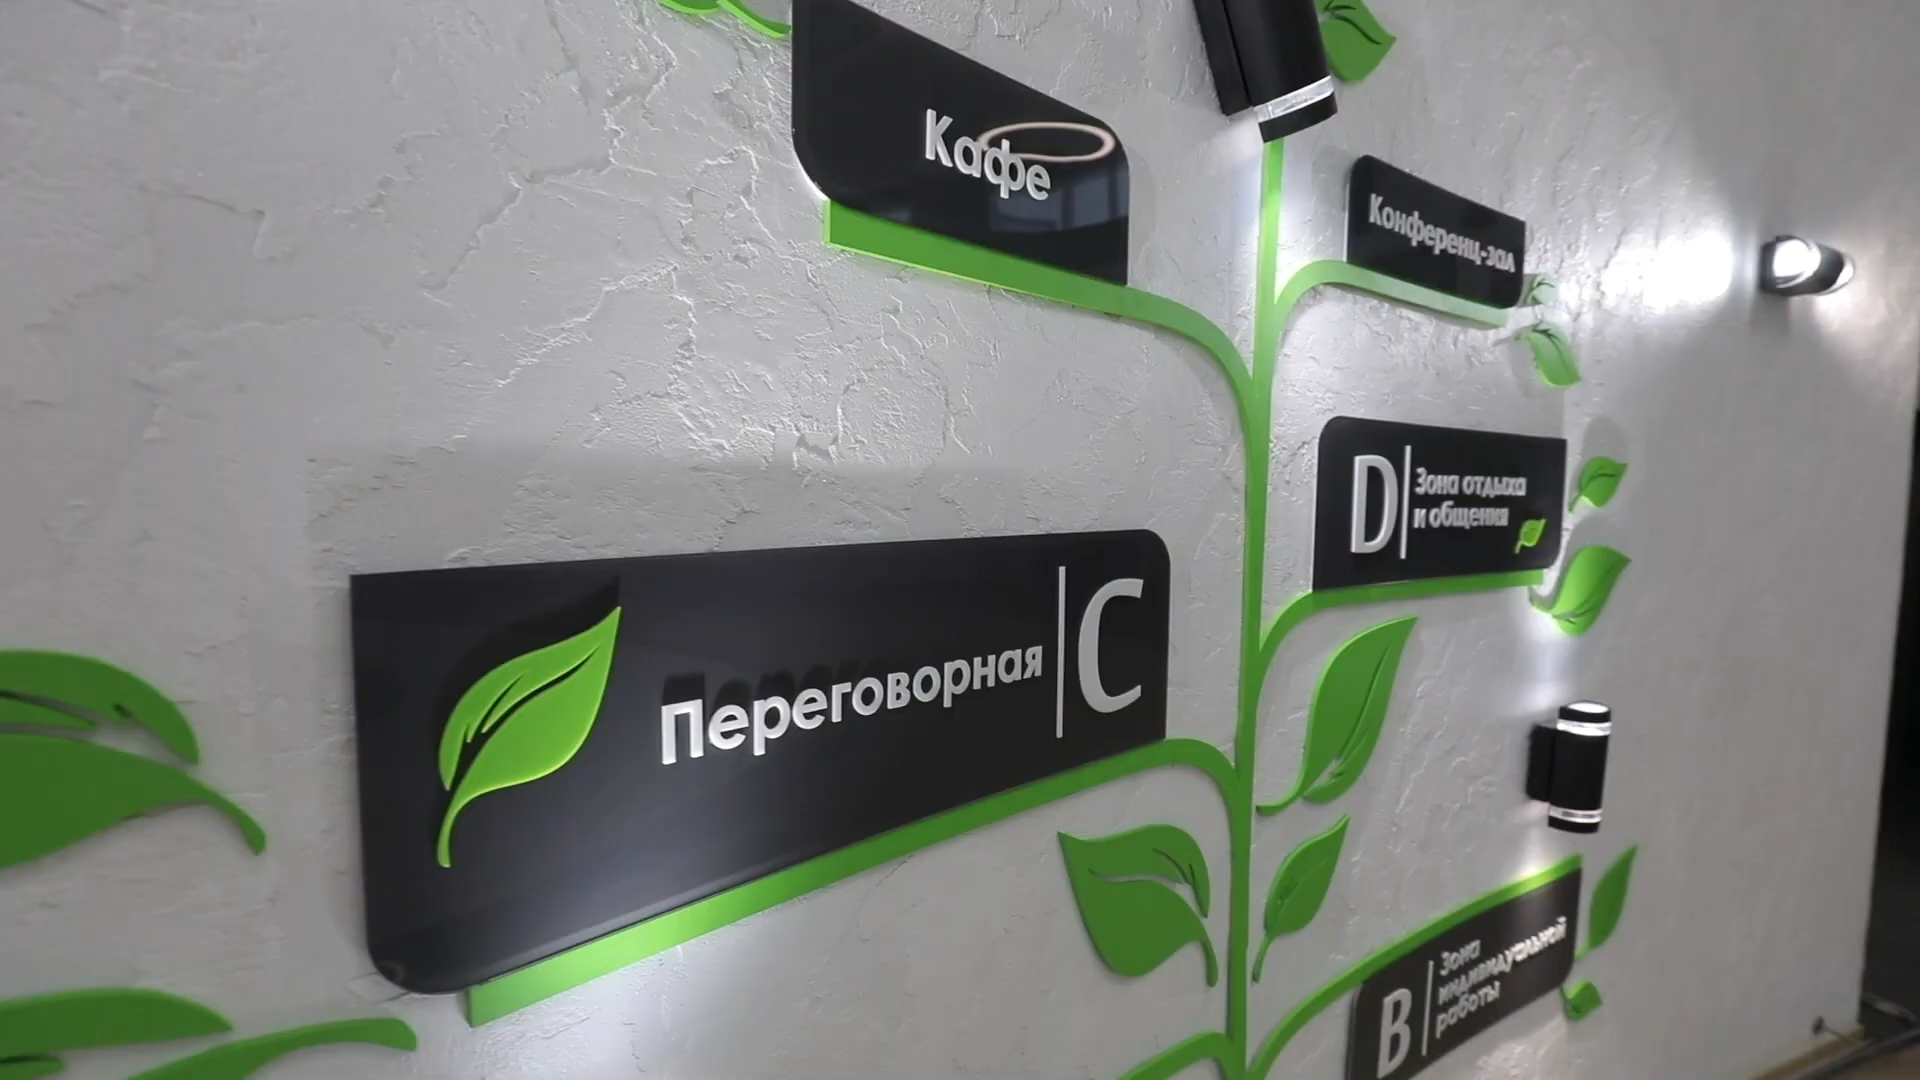 Кафе
Конференц-зал
D
Зона отдыха
и общения
Переговорная
C
B
Зона
индивидуальной
работы